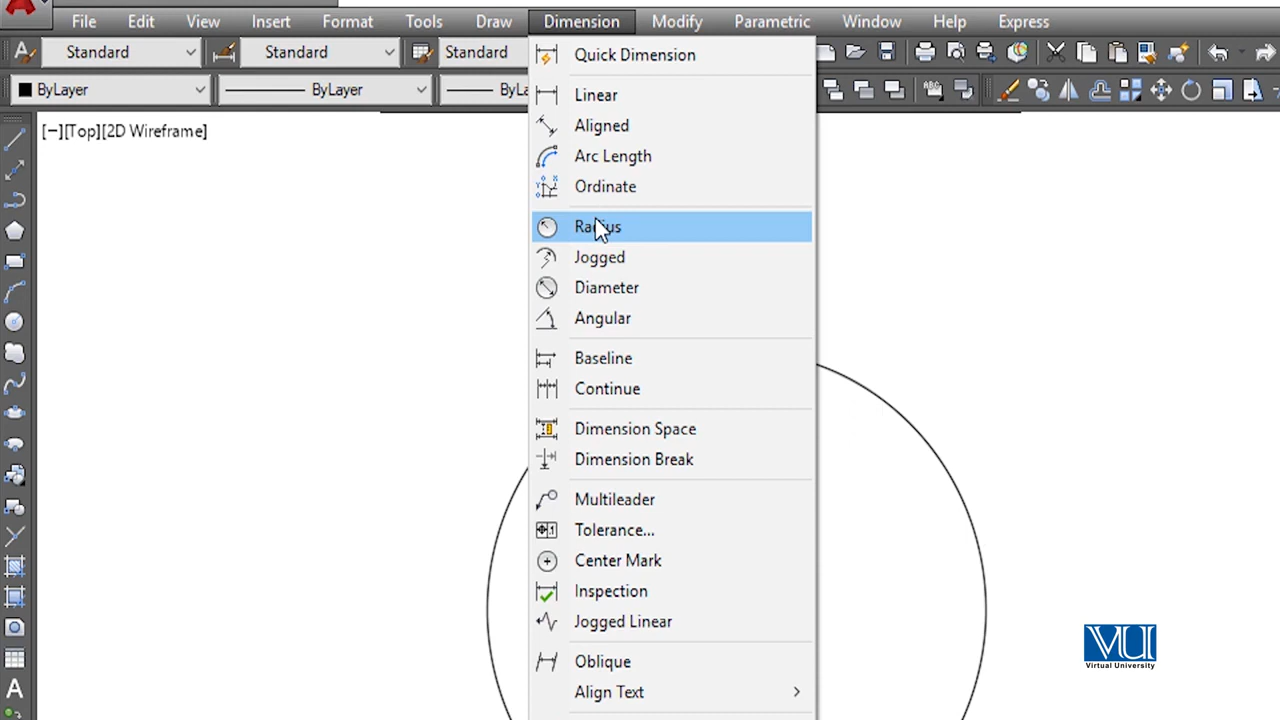 File Edit View Insert Format Tools Draw Dimension Modify Parametric Window Help Express
Standard Standard Standard
ByLayer ByLayer
[−][Top][2D Wireframe]
Quick Dimension
Linear
Aligned
Arc Length
Ordinate
Radius
Jogged
Diameter
Angular
Baseline
Continue
Dimension Space
Dimension Break
Multileader
Tolerance...
Center Mark
Inspection
Jogged Linear
Oblique
Align Text
VU
Virtual University